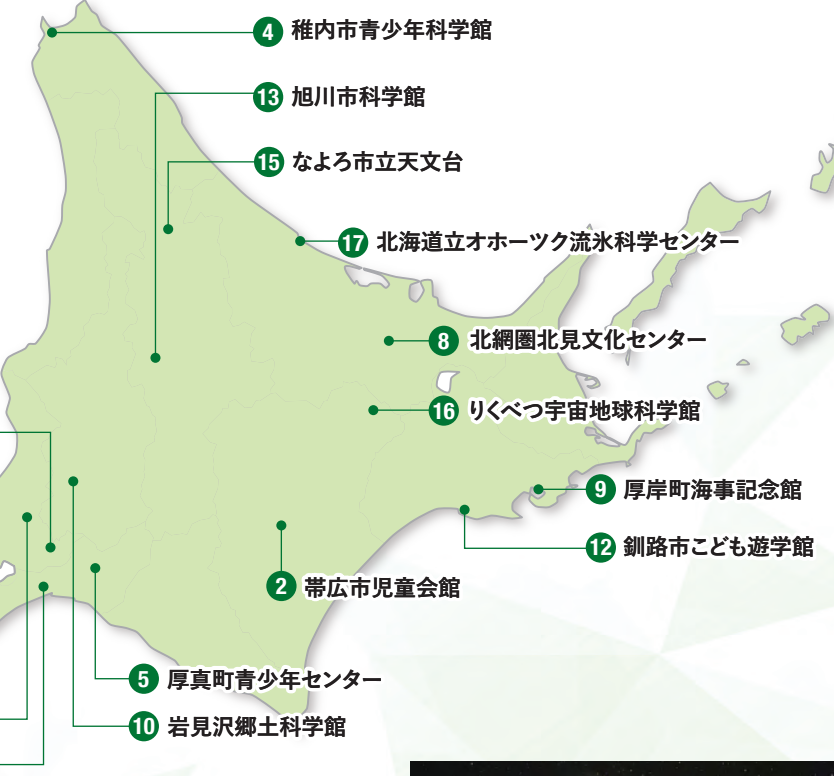 4 稚内市青少年科学館
13 旭川市科学館
15 なよろ市立天文台
17 北海道立オホーツク流氷科学センター
8 北網圏北見文化センター
16 りくべつ宇宙地球科学館
9 厚岸町海事記念館
12 釧路市こども遊学館
2 帯広市児童会館
5 厚真町青少年センター
10 岩見沢郷土科学館